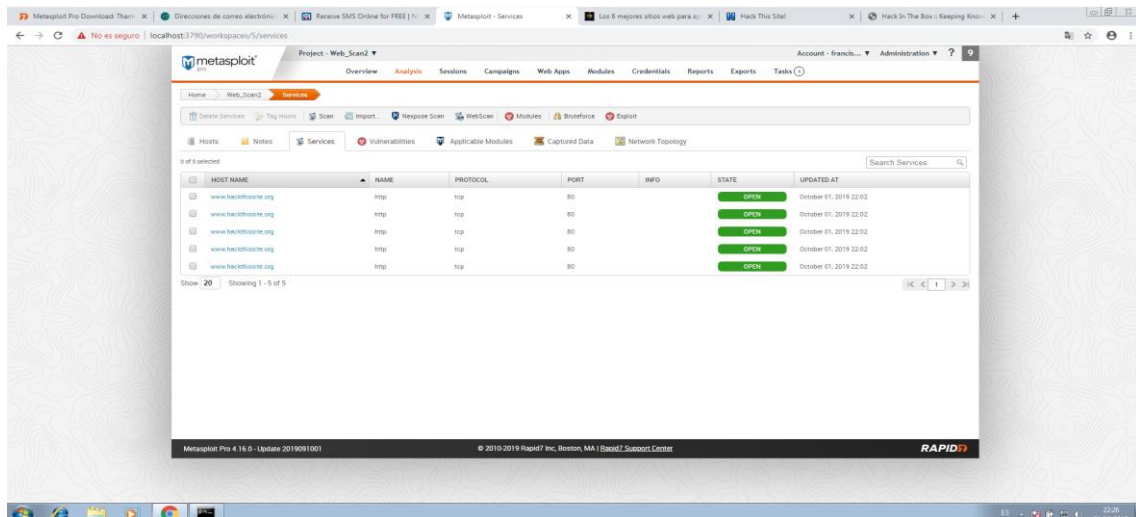 Metasploit Pro Download: Thank
Direcciones de correo electrónic
Receive SMS Online for FREE | N
Metasploit - Services
Los 6 mejores sitios web para ap
Hack This Site!
Hack In The Box :: Keeping Know
No es seguro | localhost:3790/workspaces/5/services
metasploit
pro
Project - Web_Scan2 ▼
Account - francis... ▼ Administration ▼ ? 9
Overview Analysis Sessions Campaigns Web Apps Modules Credentials Reports Exports Tasks 1
Home Web_Scan2 Services
Delete Services Tag Hosts Scan Import... Nexpose Scan WebScan Modules Bruteforce Exploit
Hosts Notes Services Vulnerabilities Applicable Modules Captured Data Network Topology
0 of 5 selected
Search Services
HOST NAME NAME PROTOCOL PORT INFO STATE UPDATED AT
www.hackthissite.org http tcp 80 OPEN October 01, 2019 22:02
www.hackthissite.org http tcp 80 OPEN October 01, 2019 22:02
www.hackthissite.org http tcp 80 OPEN October 01, 2019 22:02
www.hackthissite.org http tcp 80 OPEN October 01, 2019 22:02
www.hackthissite.org http tcp 80 OPEN October 01, 2019 22:02
Show 20 Showing 1 - 5 of 5
1
Metasploit Pro 4.16.0 - Update 2019091001
© 2010-2019 Rapid7 Inc, Boston, MA | Rapid7 Support Center
RAPID7
ES
22:26